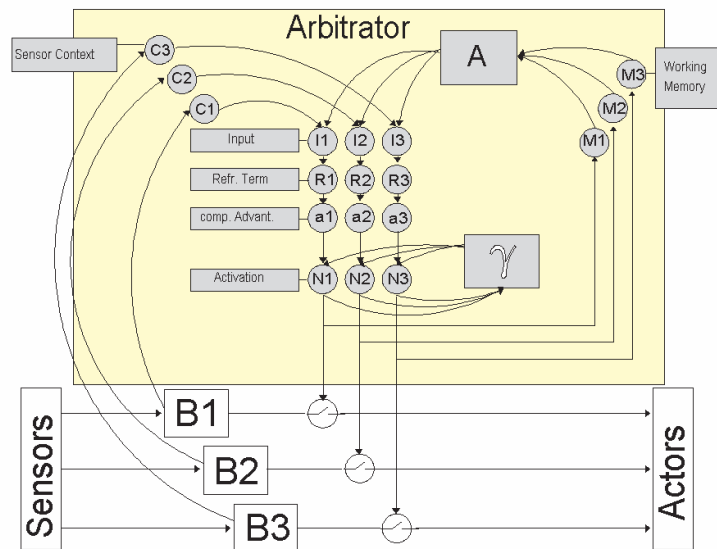 Arbitrator
Sensor Context
C3
A
M3
Working
Memory
C2
M2
C1
M1
Input
I1
I2
I3
Refr. Term
R1
R2
R3
comp. Advant.
a1
a2
a3
Activation
N1
N2
N3
γ
Sensors
B1
B2
B3
Actors